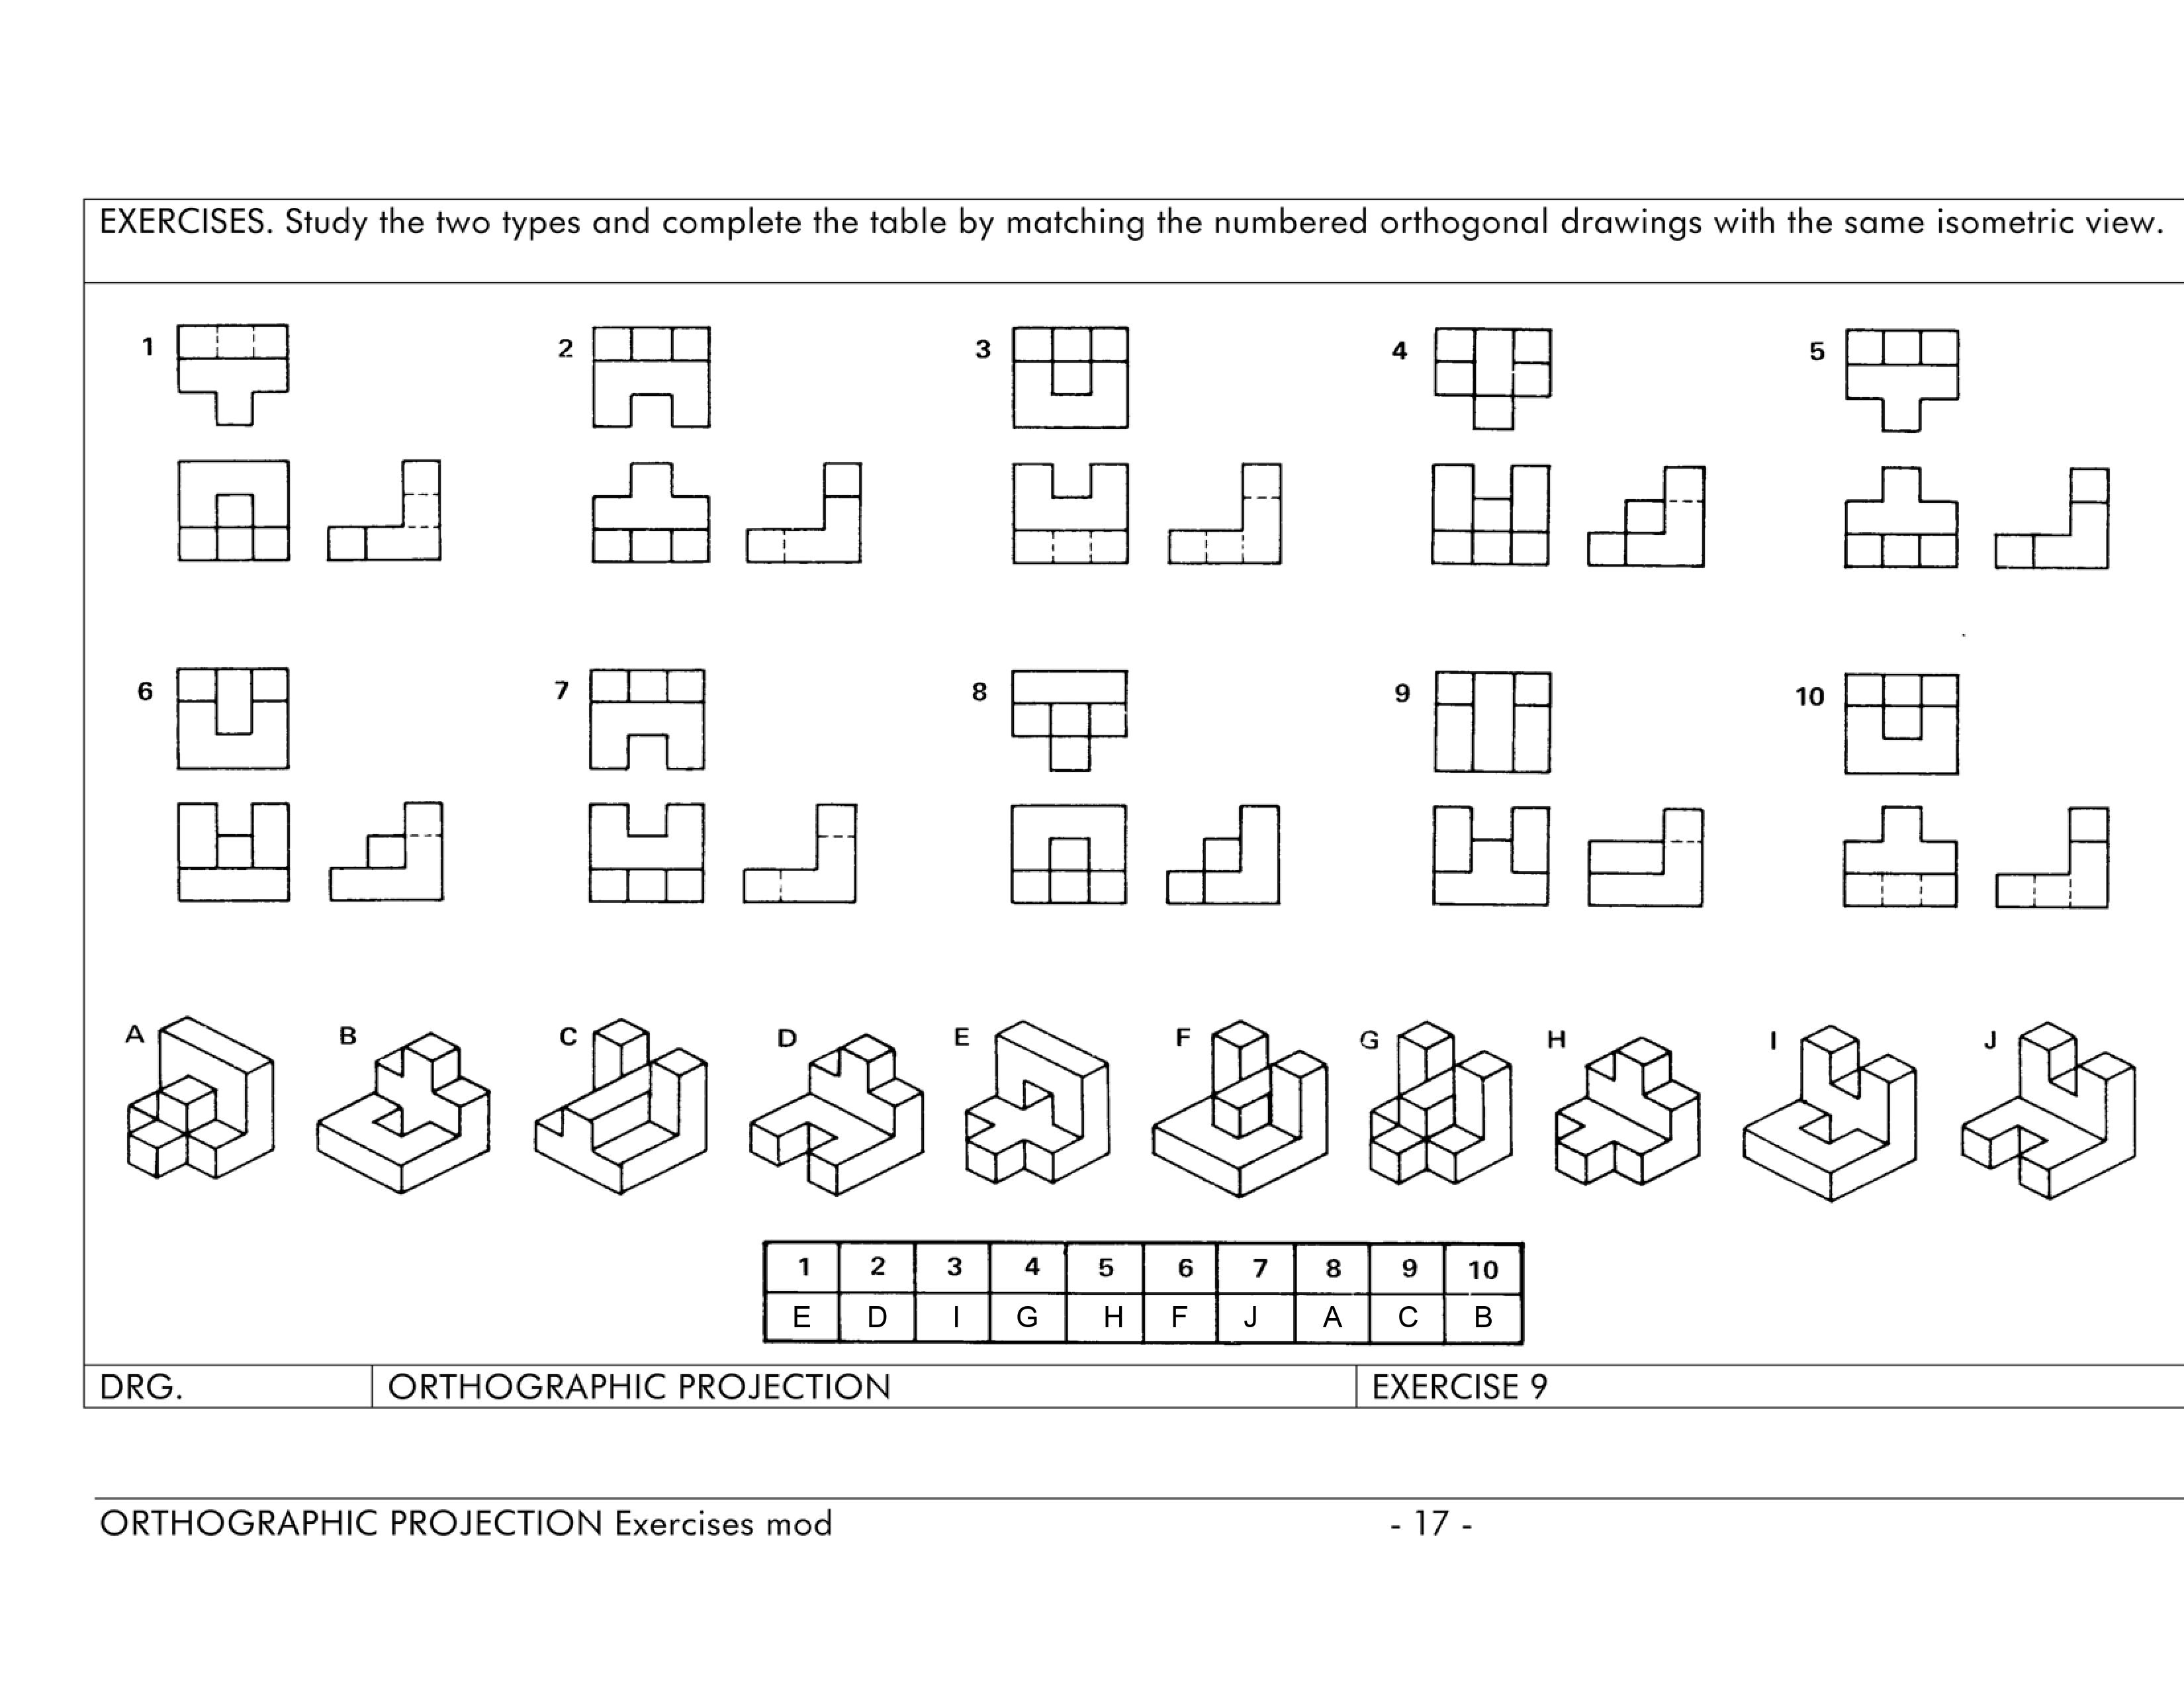 EXERCISES. Study the two types and complete the table by matching the numbered orthogonal drawings with the same isometric view.
1 2 3 4 5
6 7 8 9 10
A B C D E F G H I J
1 2 3 4 5 6 7 8 9 10
E D I G H F J A C B
DRG. ORTHOGRAPHIC PROJECTION EXERCISE 9
ORTHOGRAPHIC PROJECTION Exercises mod - 17 -